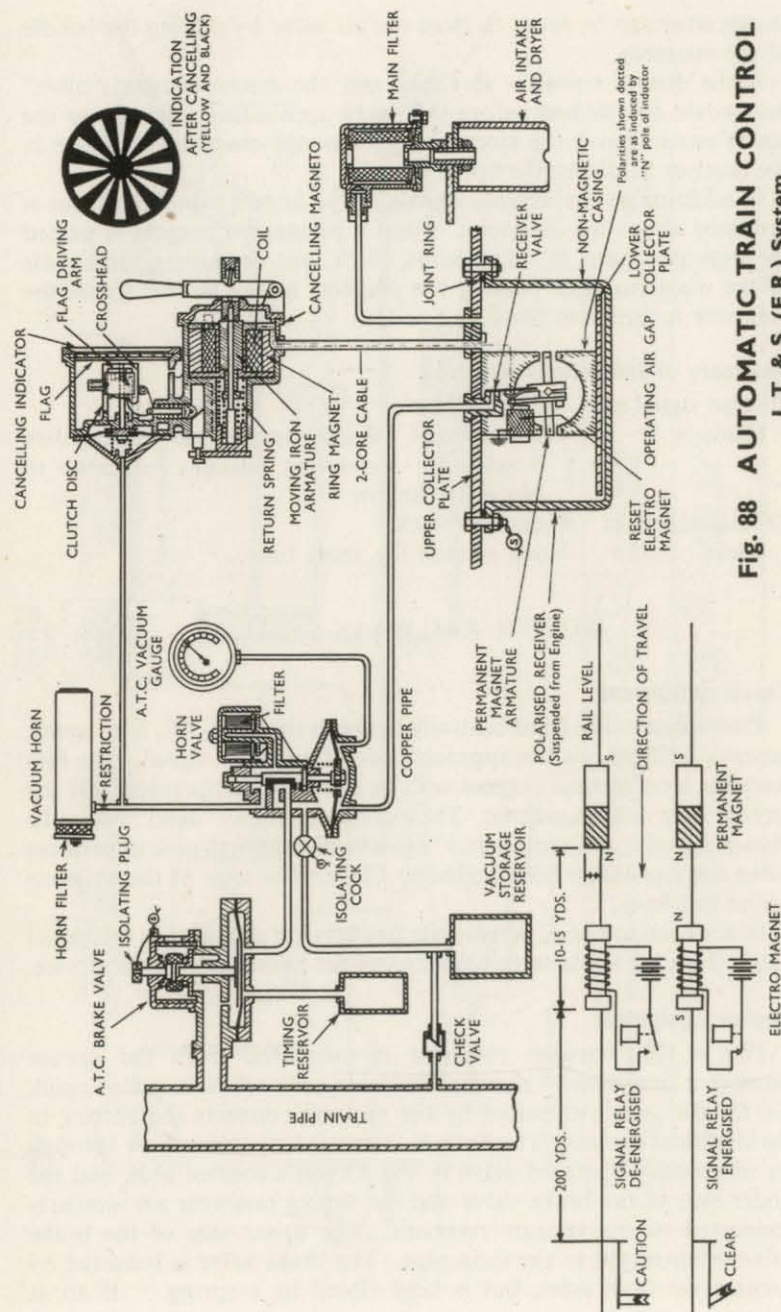 VACUUM HORN
HORN FILTER
RESTRICTION
ISOLATING PLUG
A.T.C. BRAKE VALVE
A.T.C. VACUUM
GAUGE
HORN
VALVE
FILTER
TIMING
RESERVOIR
ISOLATING
COCK
COPPER PIPE
TRAIN PIPE
CHECK
VALVE
VACUUM
STORAGE
RESERVOIR
CANCELLING INDICATOR
FLAG
CLUTCH DISC
FLAG DRIVING
ARM
CROSSHEAD
INDICATION
AFTER CANCELLING
(YELLOW AND BLACK)
COIL
CANCELLING MAGNETO
RETURN SPRING
MOVING IRON
ARMATURE
RING MAGNET
2-CORE CABLE
MAIN FILTER
AIR INTAKE
AND DRYER
JOINT RING
RECEIVER
VALVE
NON-MAGNETIC
CASING
UPPER COLLECTOR
PLATE
PERMANENT
MAGNET
ARMATURE
POLARISED RECEIVER
(Suspended from Engine)
S
RESET
ELECTRO
MAGNET
OPERATING AIR GAP
LOWER
COLLECTOR
PLATE
Polarities shown dotted
are as induced by
"N" pole of inductor
200 YDS.
10-15 YDS.
RAIL LEVEL
DIRECTION OF TRAVEL
CAUTION
SIGNAL RELAY
DE-ENERGISED
N
S
CLEAR
SIGNAL RELAY
ENERGISED
S
N
N
S
ELECTRO MAGNET
PERMANENT
MAGNET
Fig. 88 AUTOMATIC TRAIN CONTROL
L.T. & S. (E.R.) System